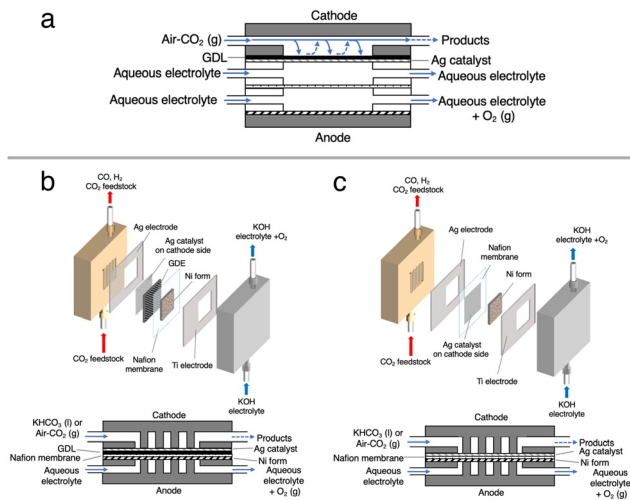 a
Cathode
Air-CO₂ (g)
Products
GDL
Ag catalyst
Aqueous electrolyte
Aqueous electrolyte
Aqueous electrolyte
Aqueous electrolyte
+ O₂ (g)
Anode
b
CO, H₂
CO₂ feedstock
Ag electrode
Ag catalyst
on cathode side
GDE
Ni form
KOH
electrolyte +O₂
Nafion
membrane
Ti electrode
CO₂ feedstock
KOH
electrolyte
Cathode
KHCO₃ (l) or
Air-CO₂ (g)
Products
GDL
Ag catalyst
Nafion membrane
Ni form
Aqueous
electrolyte
Aqueous
electrolyte
+ O₂ (g)
Anode
c
CO, H₂
CO₂ feedstock
Ag electrode
Nafion
membrane
Ni form
KOH
electrolyte +O₂
Ag catalyst
on cathode side
Ti electrode
CO₂ feedstock
KOH
electrolyte
Cathode
KHCO₃ (l) or
Air-CO₂ (g)
Products
Ag catalyst
Nafion membrane
Ni form
Aqueous
electrolyte
Aqueous
electrolyte
+ O₂ (g)
Anode